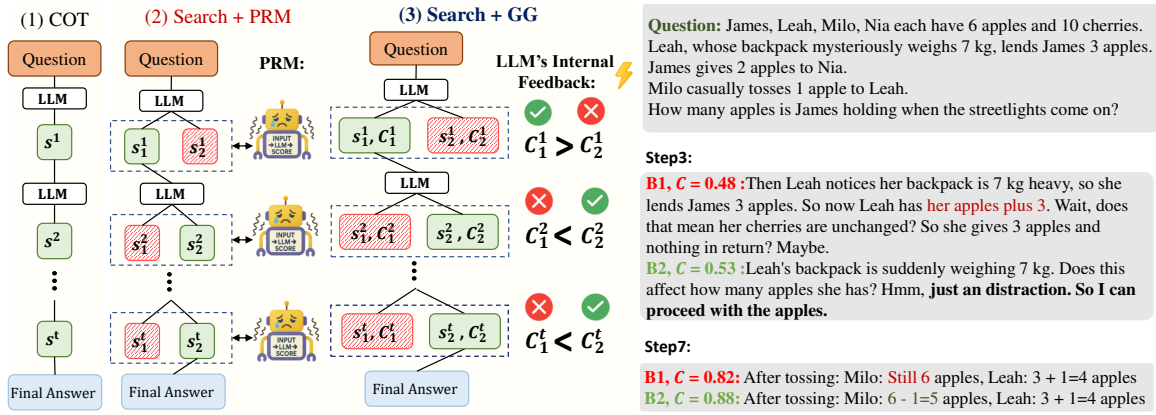 (1) COT
Question
LLM
s¹
LLM
s²
sᵗ
Final Answer
(2) Search + PRM
Question
PRM:
LLM
s₁¹
s₂¹
INPUT
→LLM→
SCORE
LLM
s₁²
s₂²
INPUT
→LLM→
SCORE
s₁ᵗ
s₂ᵗ
INPUT
→LLM→
SCORE
Final Answer
(3) Search + GG
Question
LLM's Internal
Feedback:
LLM
s₁¹, C₁¹
s₂¹, C₂¹
C₁¹ > C₂¹
LLM
s₁², C₁²
s₂², C₂²
C₁² < C₂²
s₁ᵗ, C₁ᵗ
s₂ᵗ, C₂ᵗ
C₁ᵗ < C₂ᵗ
Final Answer
Question: James, Leah, Milo, Nia each have 6 apples and 10 cherries.
Leah, whose backpack mysteriously weighs 7 kg, lends James 3 apples.
James gives 2 apples to Nia.
Milo casually tosses 1 apple to Leah.
How many apples is James holding when the streetlights come on?
Step3:
B1, C = 0.48 :Then Leah notices her backpack is 7 kg heavy, so she
lends James 3 apples. So now Leah has her apples plus 3. Wait, does
that mean her cherries are unchanged? So she gives 3 apples and
nothing in return? Maybe.
B2, C = 0.53 :Leah's backpack is suddenly weighing 7 kg. Does this
affect how many apples she has? Hmm, just an distraction. So I can
proceed with the apples.
Step7:
B1, C = 0.82: After tossing: Milo: Still 6 apples, Leah: 3 + 1=4 apples
B2, C = 0.88: After tossing: Milo: 6 - 1=5 apples, Leah: 3 + 1=4 apples